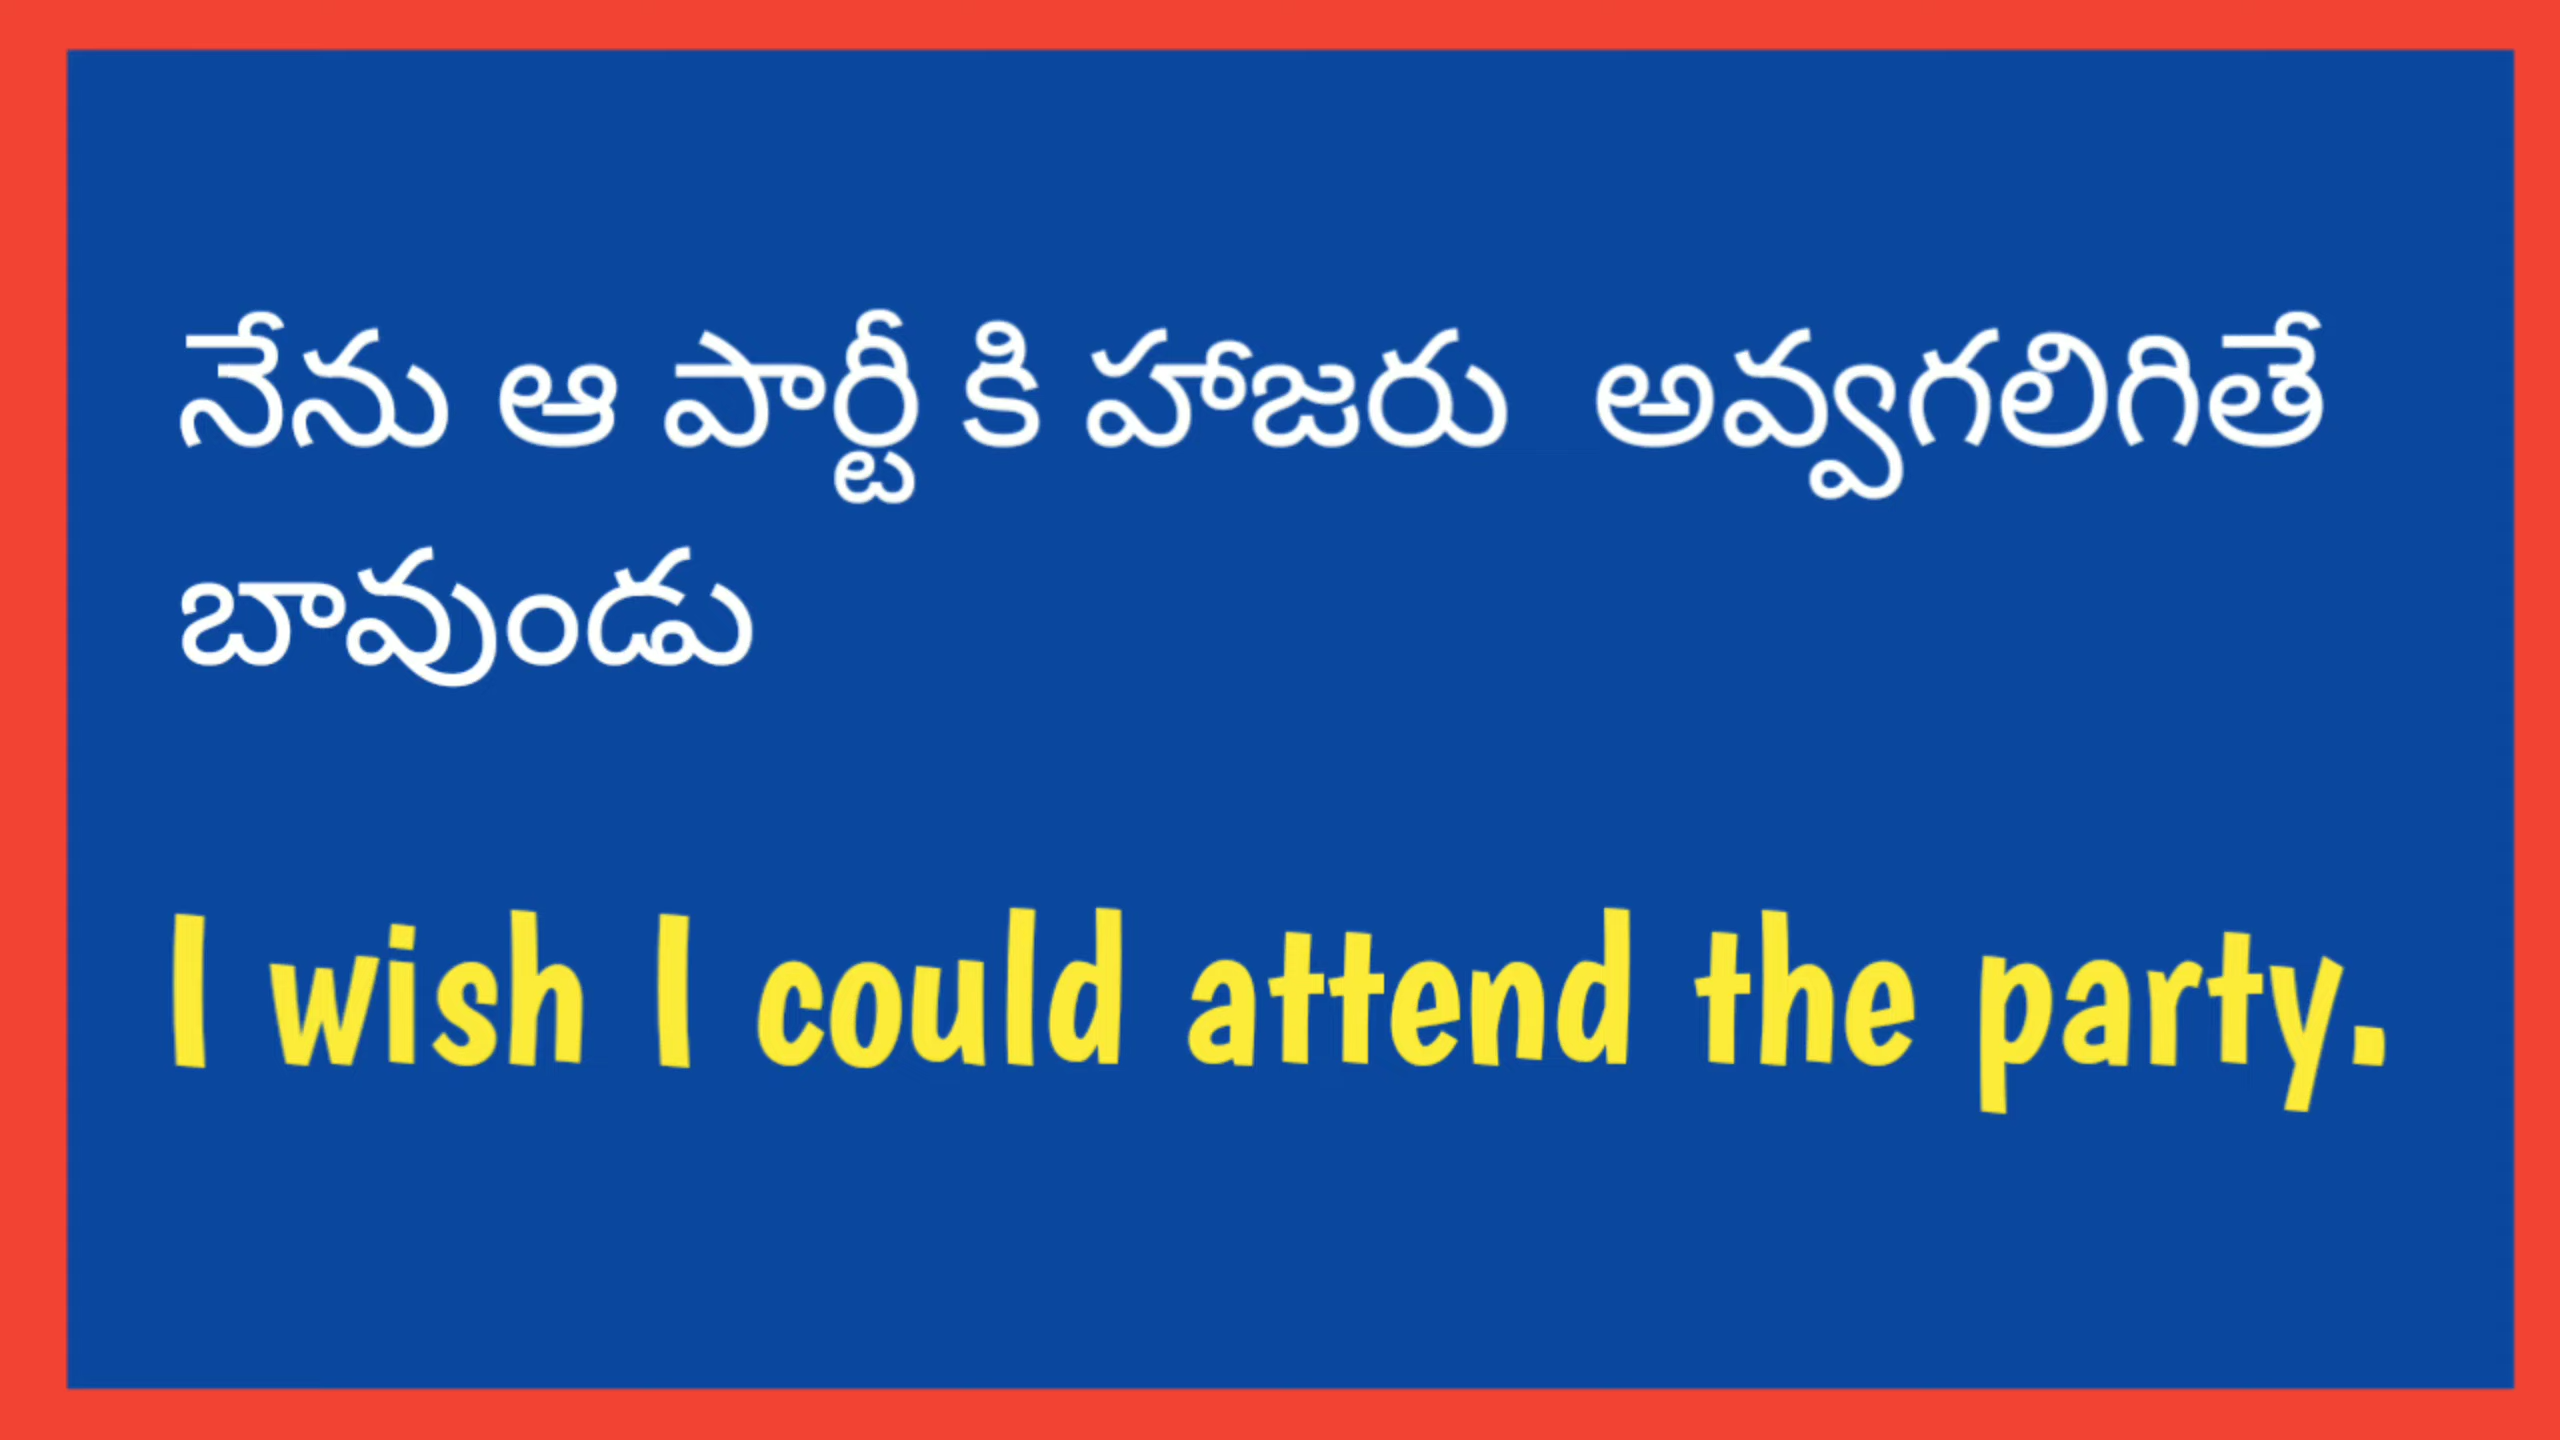 నేను ఆ పార్టీ కి హాజరు అవ్వగలిగితే
బావుండు
I wish I could attend the party.